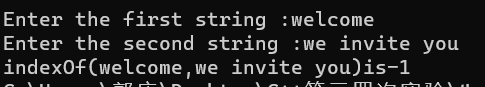 Enter the first string :welcome
Enter the second string :we invite you
indexOf(welcome,we invite you)is-1